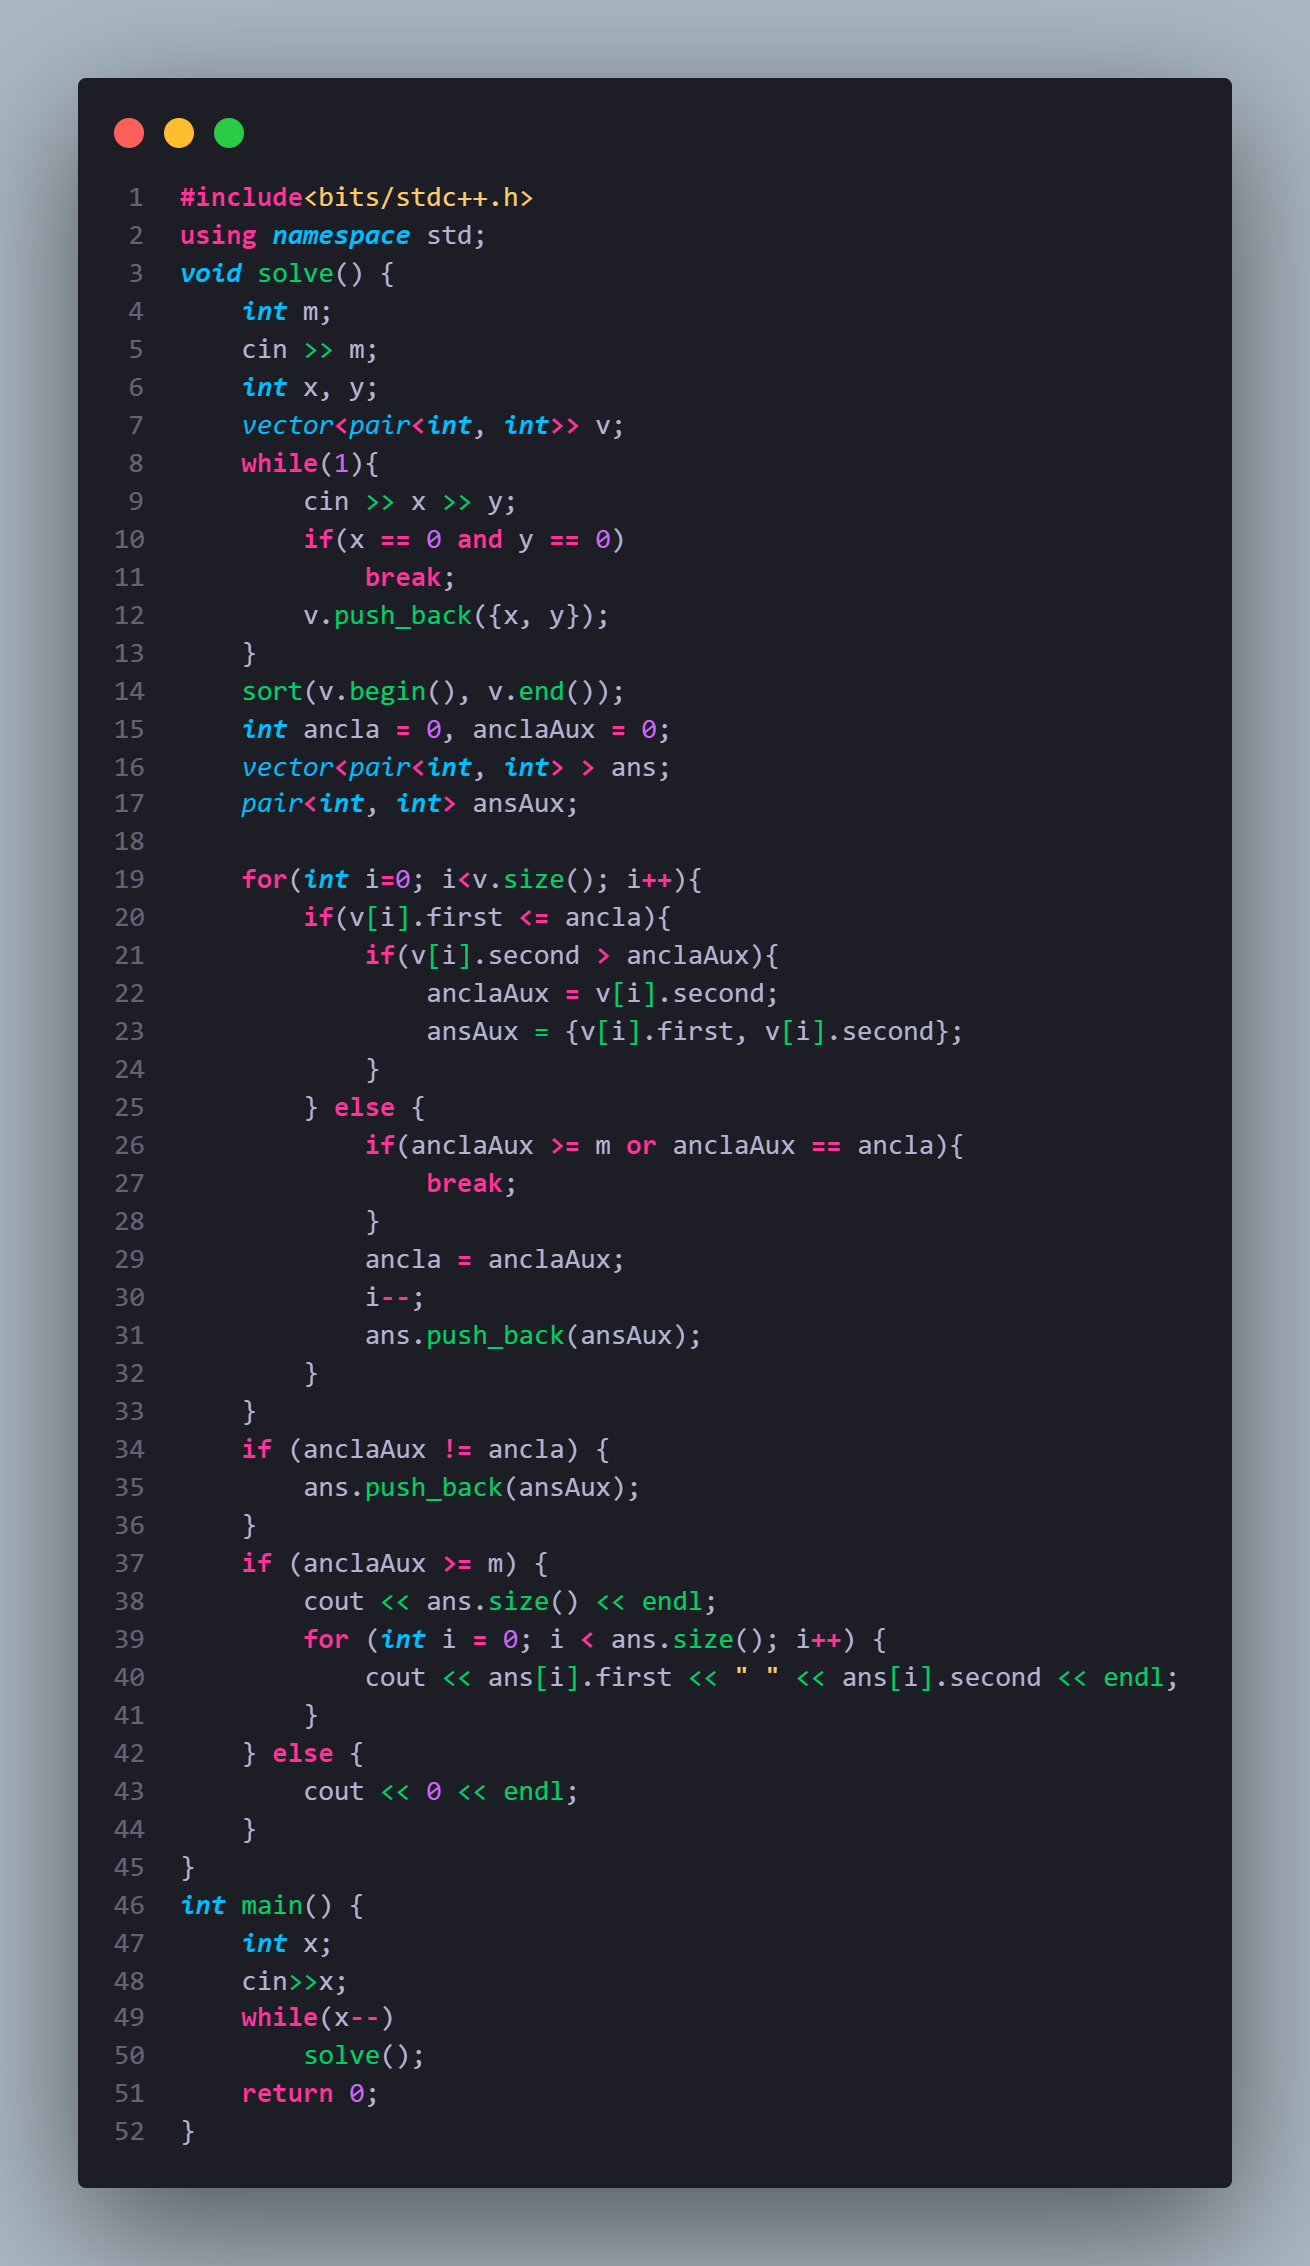 1 #include<bits/stdc++.h>
2 using namespace std;
3 void solve() {
4     int m;
5     cin >> m;
6     int x, y;
7     vector<pair<int, int>> v;
8     while(1){
9         cin >> x >> y;
10         if(x == 0 and y == 0)
11             break;
12         v.push_back({x, y});
13     }
14     sort(v.begin(), v.end());
15     int ancla = 0, anclaAux = 0;
16     vector<pair<int, int> > ans;
17     pair<int, int> ansAux;
18
19     for(int i=0; i<v.size(); i++){
20         if(v[i].first <= ancla){
21             if(v[i].second > anclaAux){
22                 anclaAux = v[i].second;
23                 ansAux = {v[i].first, v[i].second};
24             }
25         } else {
26             if(anclaAux >= m or anclaAux == ancla){
27                 break;
28             }
29             ancla = anclaAux;
30             i--;
31             ans.push_back(ansAux);
32         }
33     }
34     if (anclaAux != ancla) {
35         ans.push_back(ansAux);
36     }
37     if (anclaAux >= m) {
38         cout << ans.size() << endl;
39         for (int i = 0; i < ans.size(); i++) {
40             cout << ans[i].first << " " << ans[i].second << endl;
41         }
42     } else {
43         cout << 0 << endl;
44     }
45 }
46 int main() {
47     int x;
48     cin>>x;
49     while(x--)
50         solve();
51     return 0;
52 }